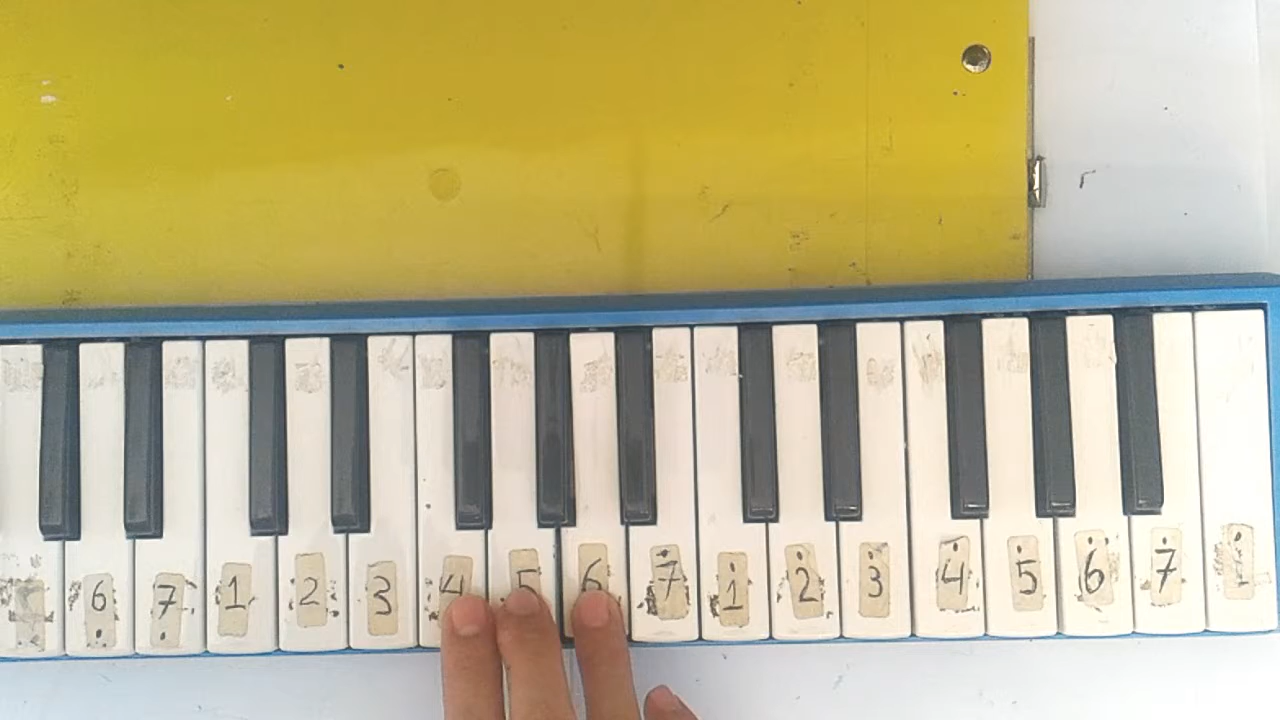 6̣ 7̣ 1 2 3 4 5 6 7̇ 1̇ 2̇ 3̇ 4̇ 5̇ 6̇ 7̇ 1̇